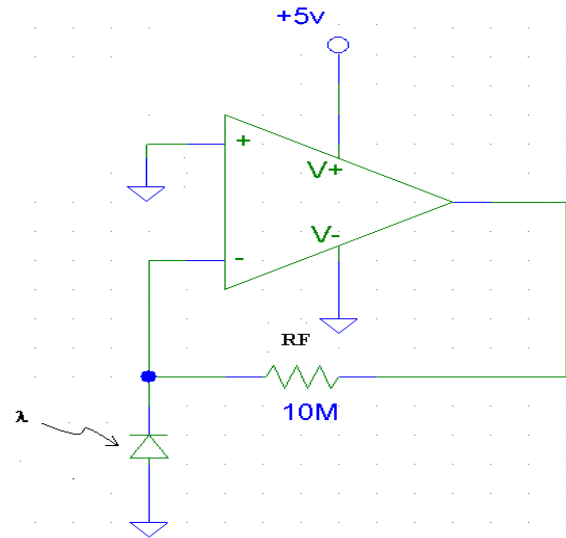 +5v
+
V+
V-
-
RF
10M
λ